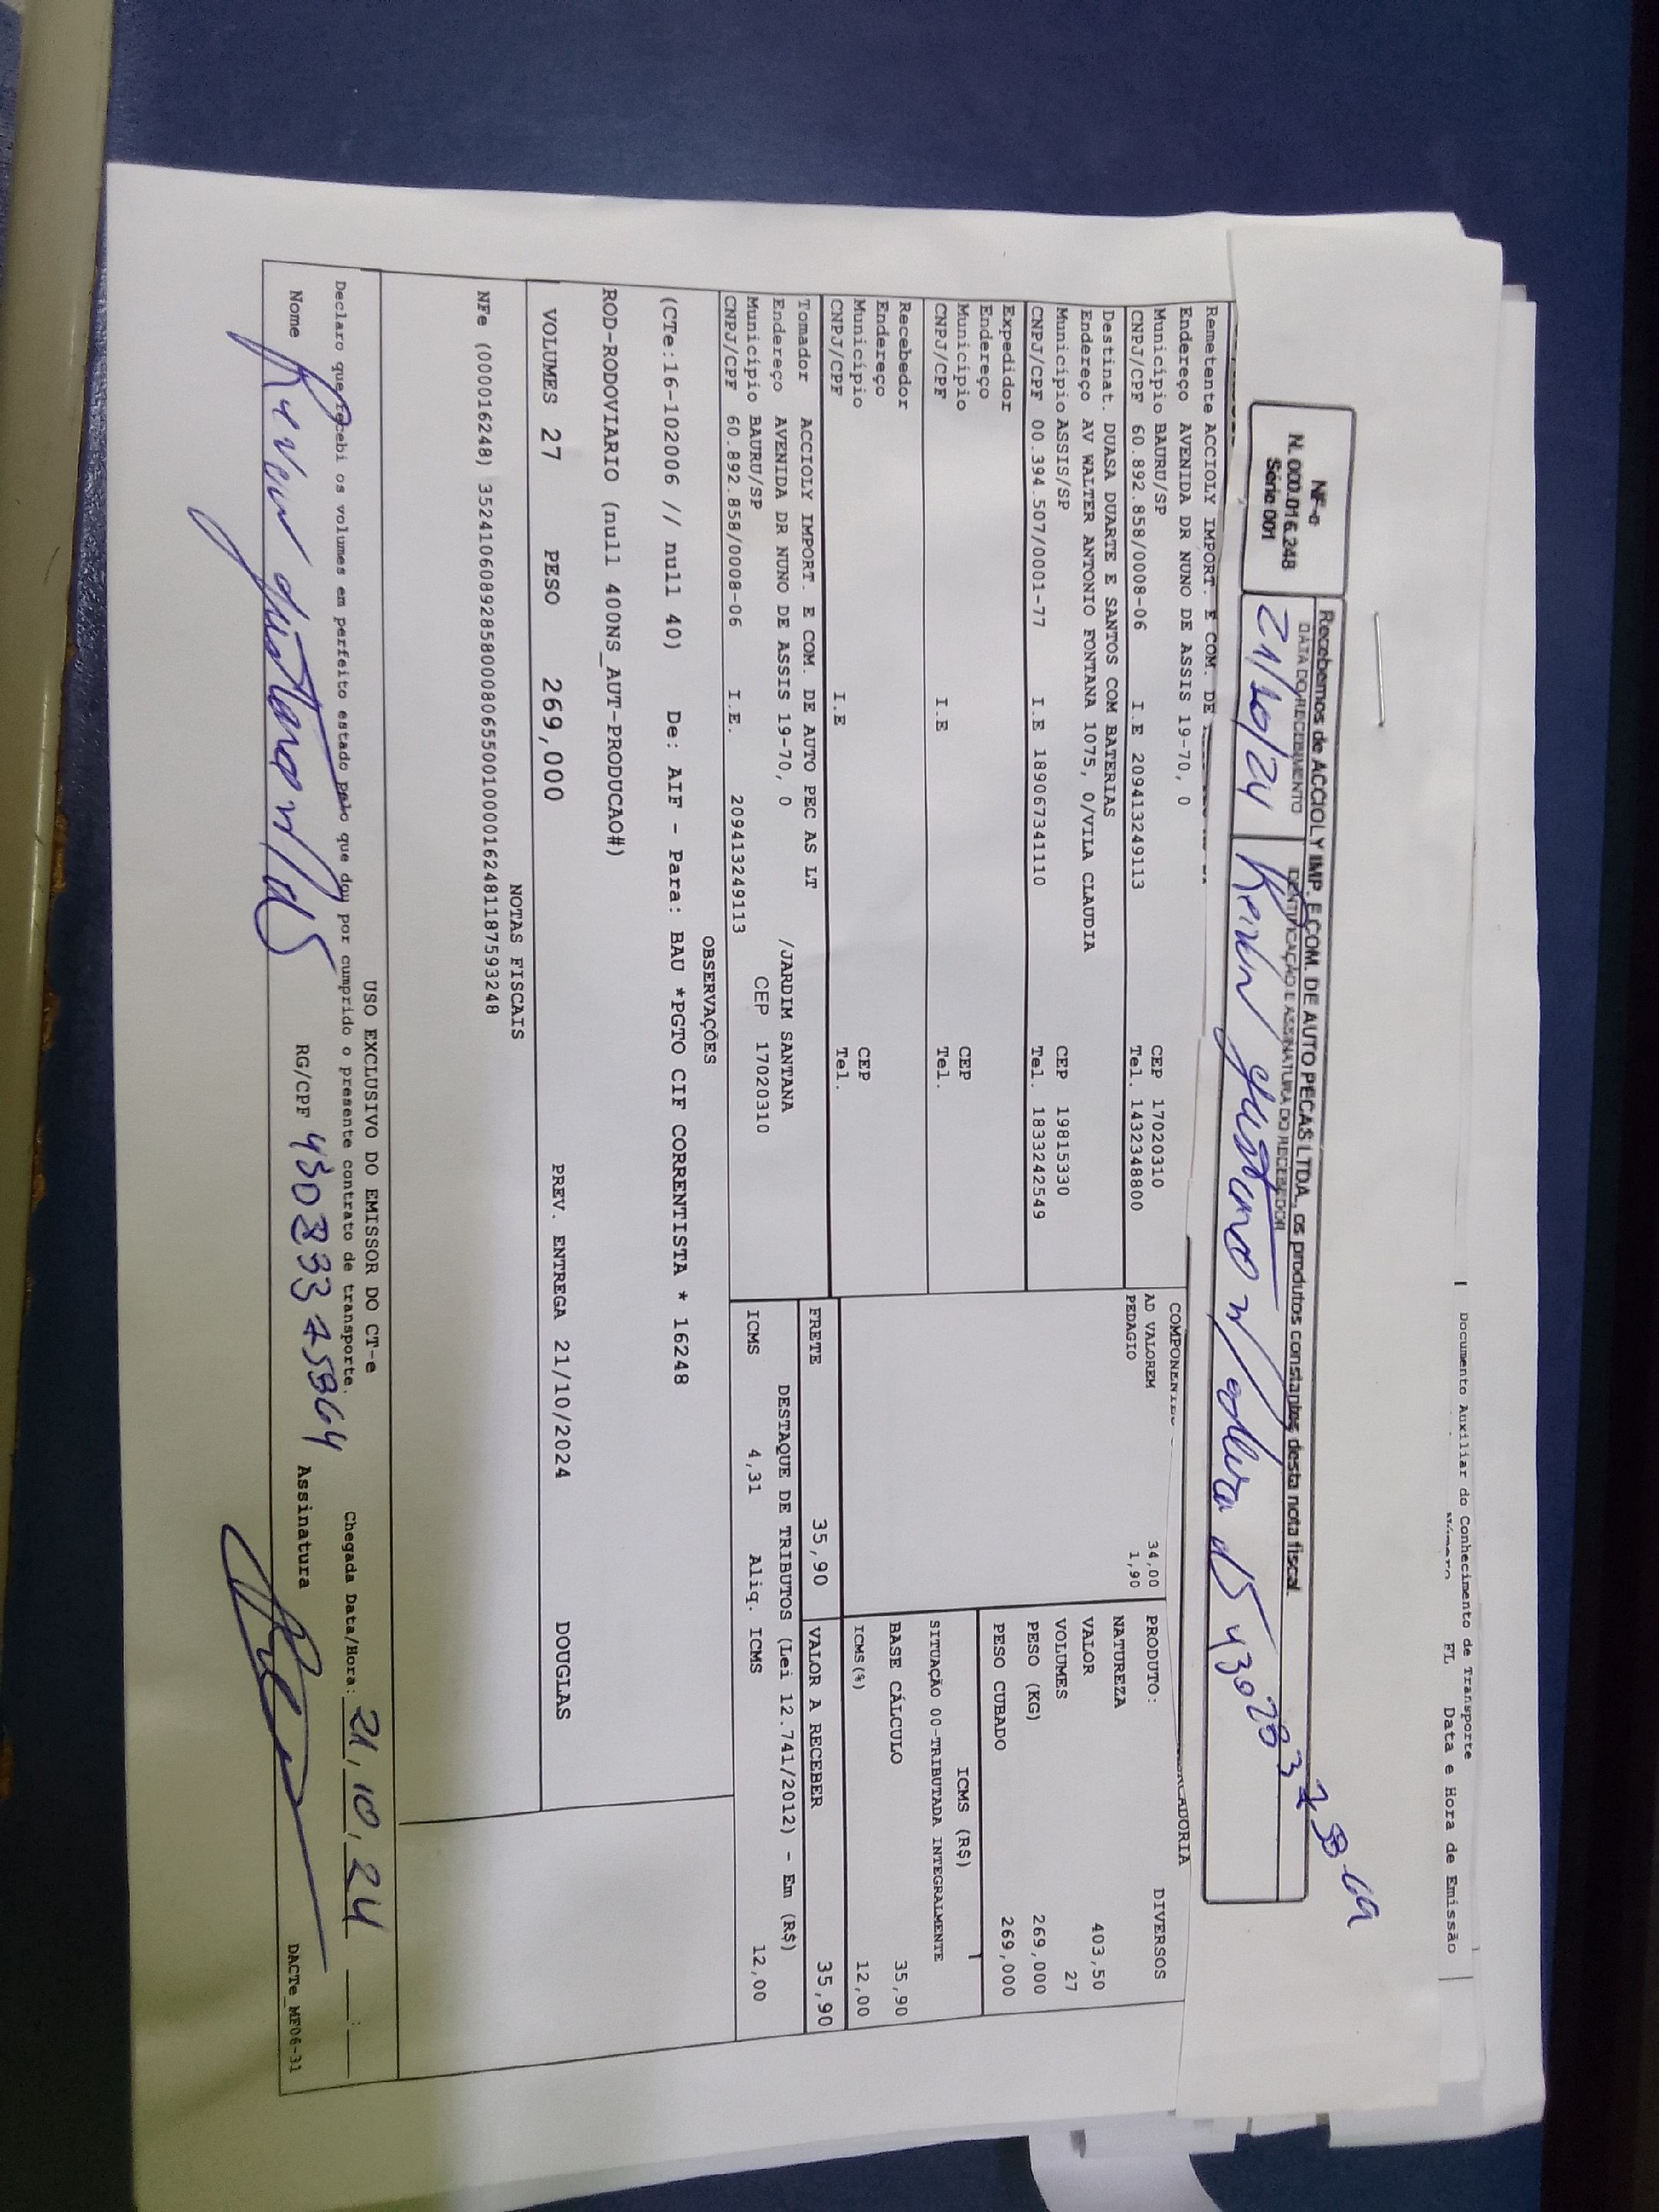 Documento Auxiliar do Conhecimento de Transporte
FL Data e Hora de Emissão
NF-e
N. 000.016.248
Série 001
Recebemos de ACCIOLY IMP. E COM. DE AUTO PECAS LTDA., os produtos constantes desta nota fiscal.
DATA DO RECEBIMENTO
IDENTIFICAÇÃO E ASSINATURA DO RECEBEDOR
21/10/24
Remetente ACCIOLY IMPORT. E COM. DE
Endereço AVENIDA DR NUNO DE ASSIS 19-70, 0
Município BAURU/SP CEP 17020310
CNPJ/CPF 60.892.858/0008-06 I.E 209413249113 Tel. 1432348800
Destinat. DUASA DUARTE E SANTOS COM BATERIAS
Endereço AV WALTER ANTONIO FONTANA 1075, 0/VILA CLAUDIA
Município ASSIS/SP CEP 19815330
CNPJ/CPF 00.394.507/0001-77 I.E 189067341110 Tel. 1833242549
Expedidor
Endereço
Município CEP
CNPJ/CPF I.E Tel.
Recebedor
Endereço
Município CEP
CNPJ/CPF I.E Tel.
Tomador ACCIOLY IMPORT. E COM. DE AUTO PEC AS LT
Endereço AVENIDA DR NUNO DE ASSIS 19-70, 0 /JARDIM SANTANA
Município BAURU/SP CEP 17020310
CNPJ/CPF 60.892.858/0008-06 I.E. 209413249113
AD VALOREM 34,00
PEDAGIO 1,90
FRETE 35,90
PRODUTO: DIVERSOS
NATUREZA
VALOR 403,50
VOLUMES 27
PESO (KG) 269,000
PESO CUBADO 269,000
ICMS (R$)
SITUAÇÃO 00-TRIBUTADA INTEGRALMENTE
BASE CÁLCULO 35,90
ICMS(%) 12,00
VALOR A RECEBER 35,90
DESTAQUE DE TRIBUTOS (Lei 12.741/2012) - Em (R$)
ICMS 4,31 Aliq. ICMS 12,00
OBSERVAÇÕES
(CTe:16-102006 // null 40) De: AIF - Para: BAU *PGTO CIF CORRENTISTA * 16248
ROD-RODOVIARIO (null 400NS_AUT-PRODUCAO#)
VOLUMES 27 PESO 269,000 PREV. ENTREGA 21/10/2024 DOUGLAS
NOTAS FISCAIS
NFe (000016248) 35241060892858000806550010000162481187593248
USO EXCLUSIVO DO EMISSOR DO CT-e
Declaro que recebi os volumes em perfeito estado pelo que dou por cumprido o presente contrato de transporte. Chegada Data/Hora: 21, 10, 24
Nome RG/CPF Assinatura
DACTe_MF06-31